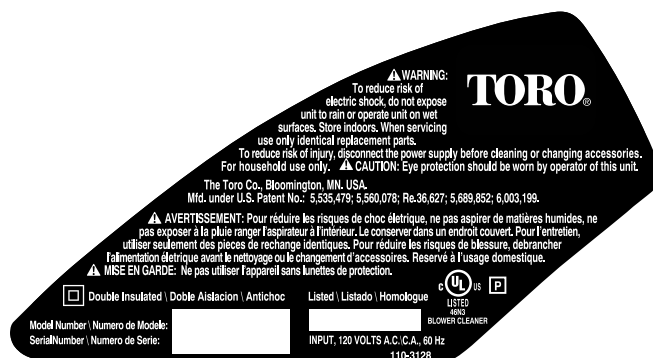 ⚠ WARNING:
To reduce risk of
electric shock, do not expose
unit to rain or operate unit on wet
surfaces. Store indoors. When servicing
use only identical replacement parts.
TORO®
To reduce risk of injury, disconnect the power supply before cleaning or changing accessories.
For household use only. ⚠ CAUTION: Eye protection should be worn by operator of this unit.
The Toro Co., Bloomington, MN. USA.
Mfd. under U.S. Patent No.: 5,535,479; 5,560,078; Re.36,627; 5,689,852; 6,003,199.
⚠ AVERTISSEMENT: Pour réduire les risques de choc életrique, ne pas aspirer de matières humides, ne
pas exposer à la pluie ranger l'aspirateur à l'intérieur. Le conserver dans un endroit couvert. Pour l'entretien,
utiliser seulement des pieces de rechange identiques. Pour réduire les risques de blessure, debrancher
l'alimentation életrique avant le nettoyage ou le changement d'accessoires. Reservé à l'usage domestique.
⚠ MISE EN GARDE: Ne pas utiliser l'appareil sans lunettes de protection.
Double Insulated \ Doble Aislacion \ Antichoc
Listed \ Listado \ Homologue
C UL US P
LISTED
46N3
BLOWER CLEANER
Model Number \ Numero de Modele:
SerialNumber \ Numero de Serie:
INPUT, 120 VOLTS A.C.\C.A., 60 Hz
110-3128